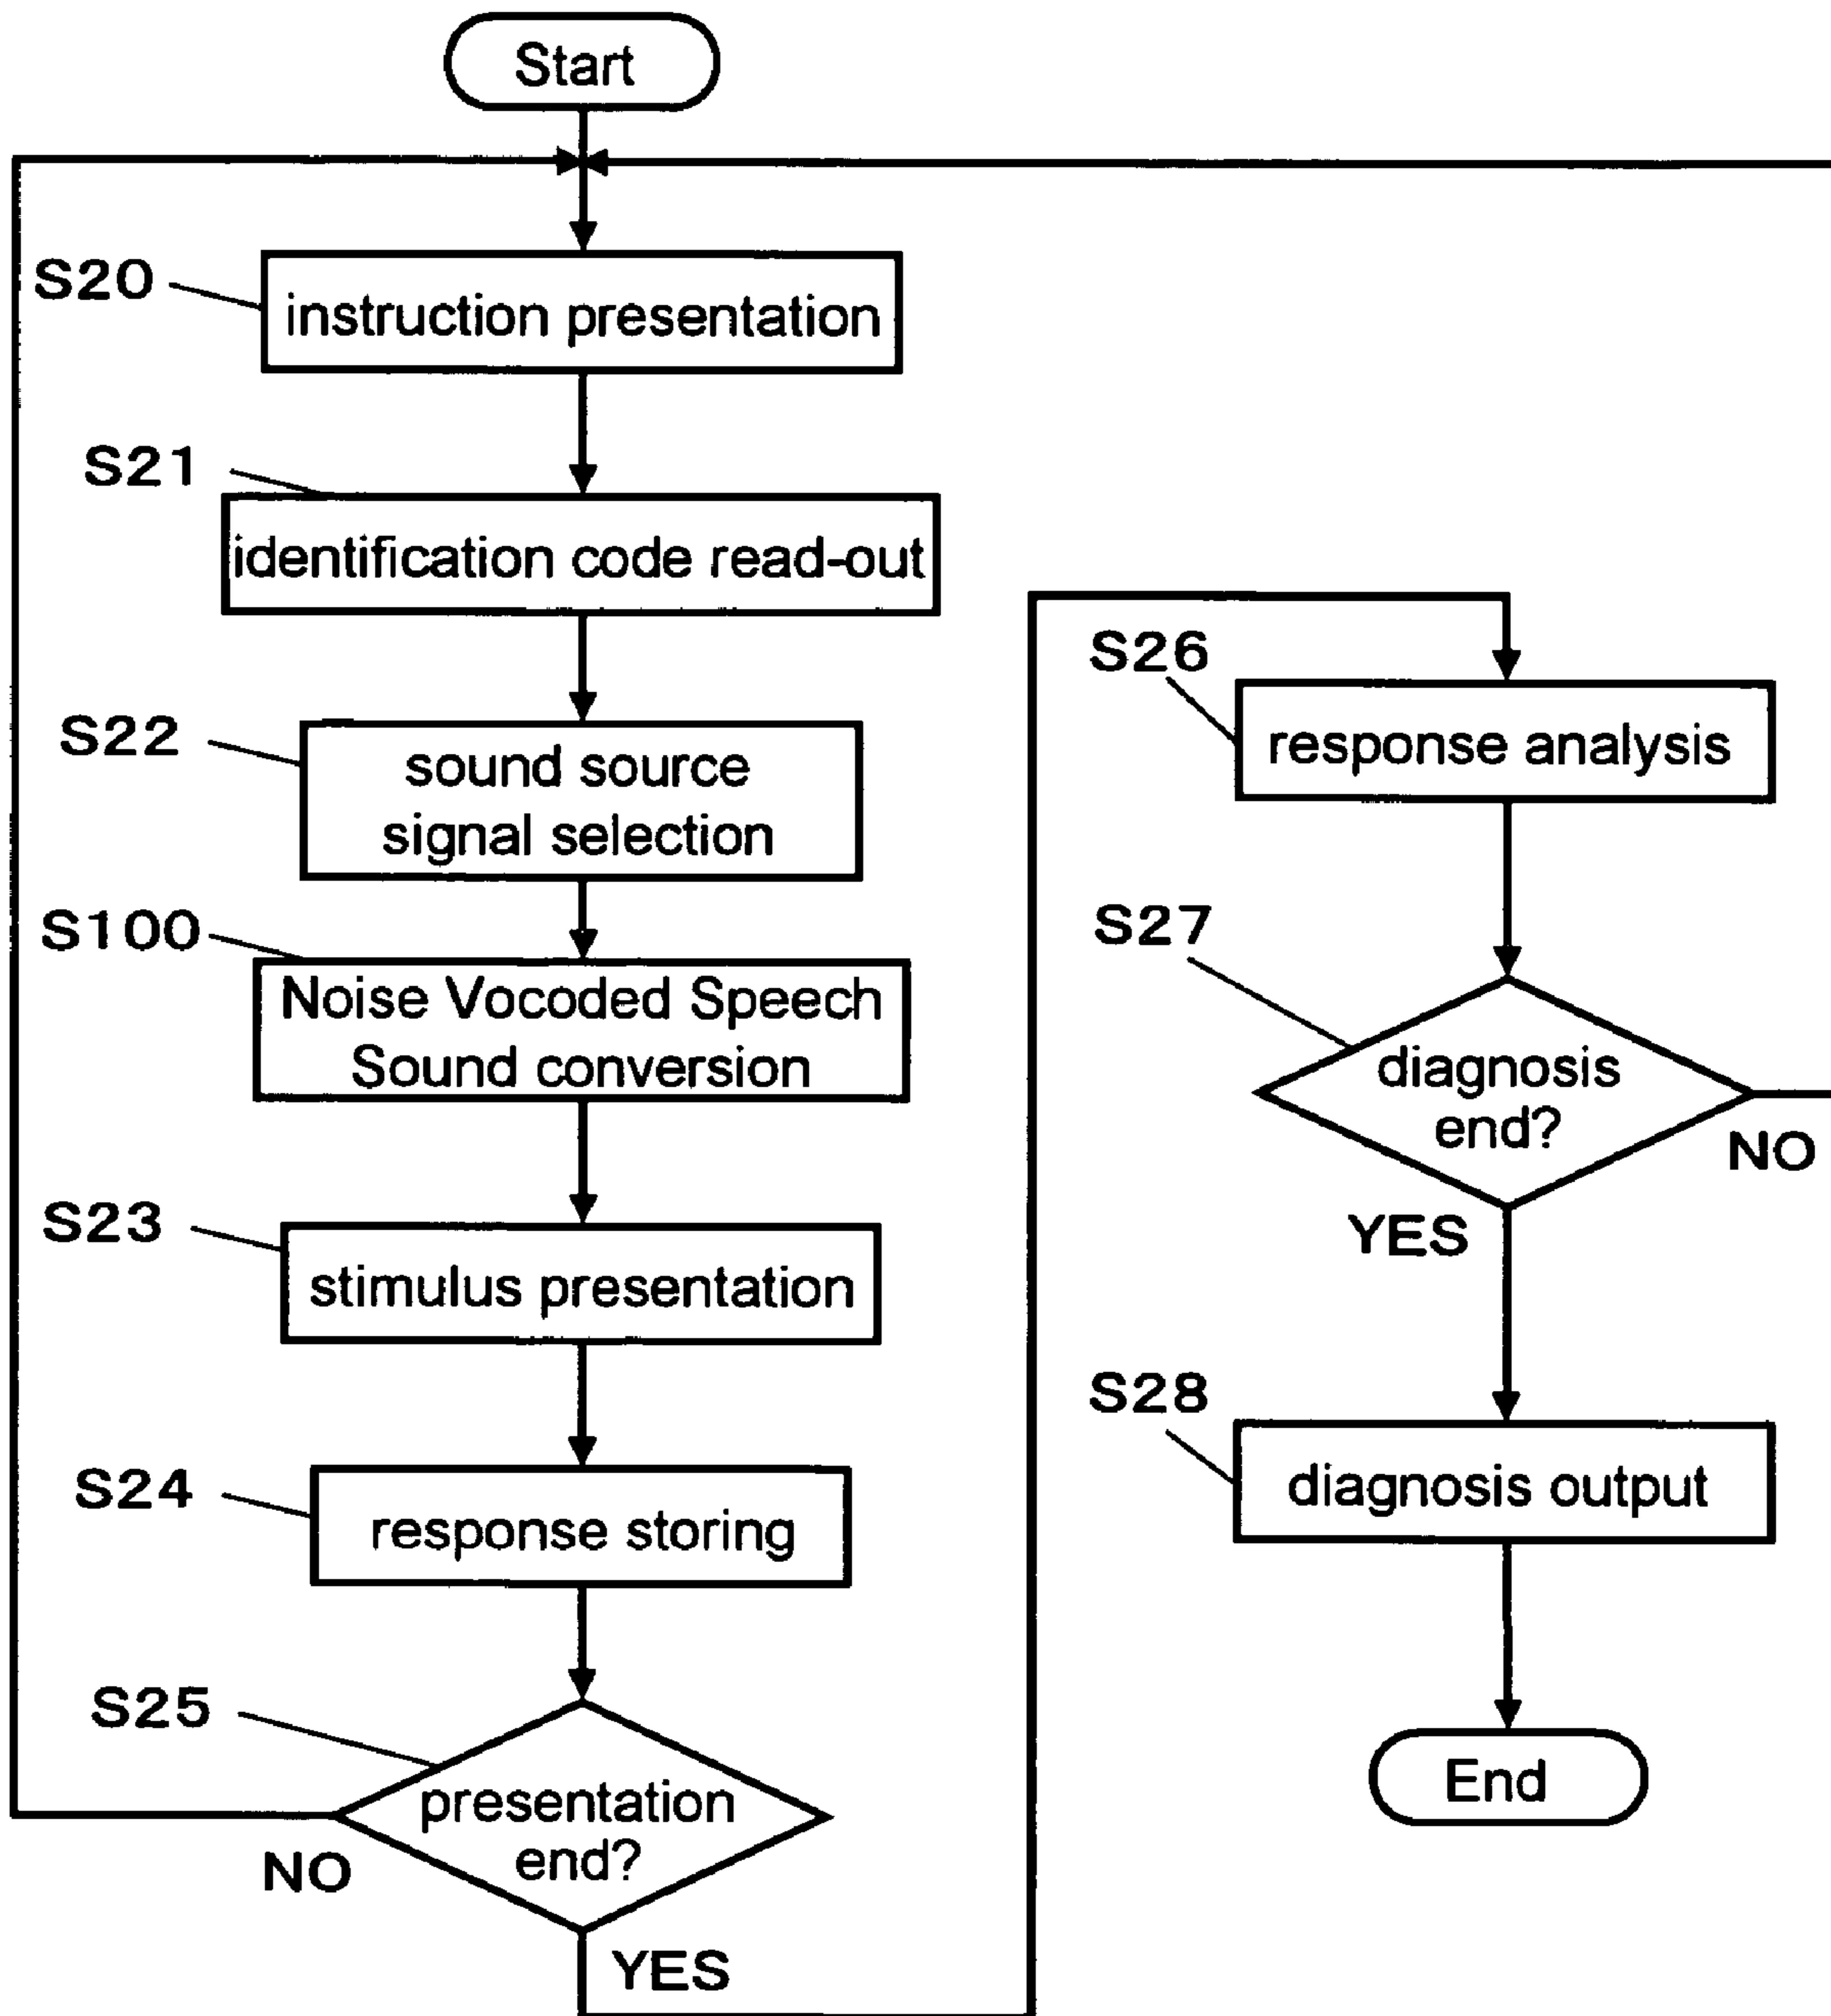 Start
S20
instruction presentation
S21
identification code read-out
S22
sound source
signal selection
S100
Noise Vocoded Speech
Sound conversion
S23
stimulus presentation
S24
response storing
S25
presentation
end?
NO
YES
S26
response analysis
S27
diagnosis
end?
NO
YES
S28
diagnosis output
End